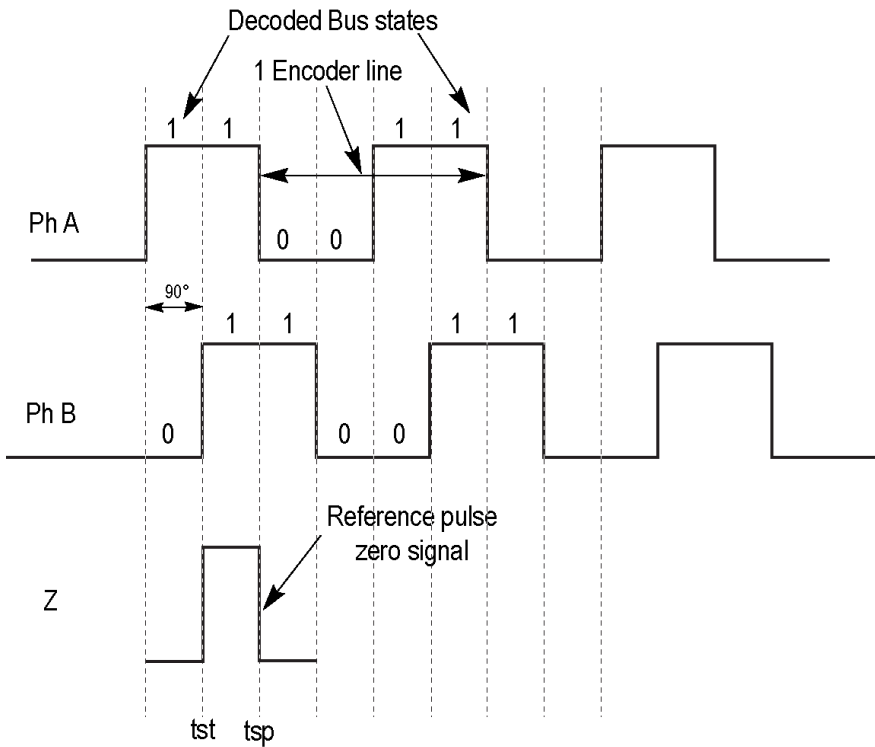 Decoded Bus states
1 Encoder line
1 1 1 1
Ph A
0 0
90°
1 1 1 1
Ph B
0 0 0
Reference pulse
zero signal
Z
tst tsp